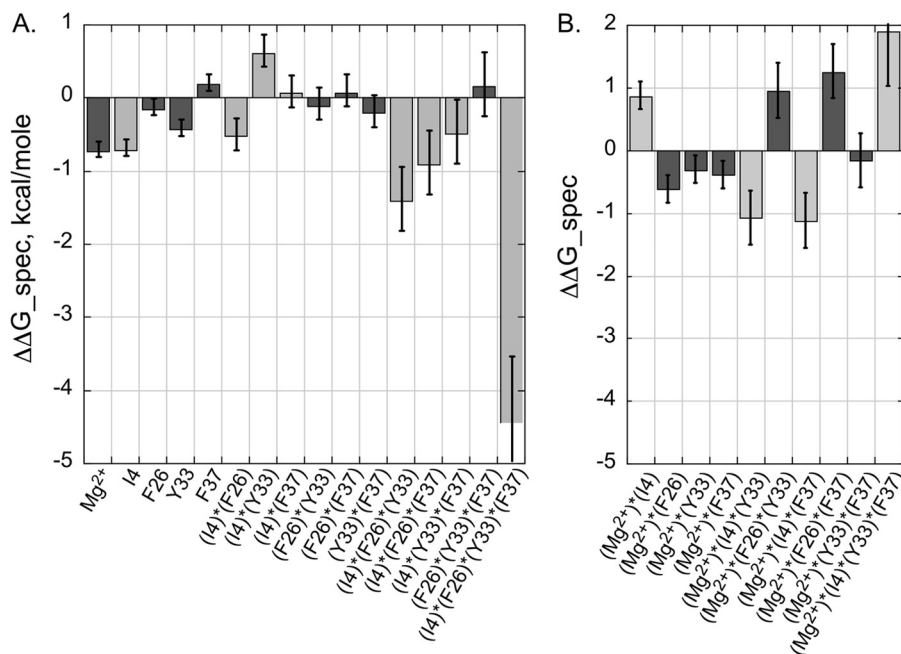 A.
ΔΔG_spec, kcal/mole
1
0
-1
-2
-3
-4
-5
Mg²⁺
I4
F26
Y33
F37
(I4)*(F26)
(I4)*(Y33)
(I4)*(F37)
(F26)*(Y33)
(F26)*(F37)
(Y33)*(F37)
(I4)*(F26)*(Y33)
(I4)*(F26)*(F37)
(I4)*(Y33)*(F37)
(F26)*(Y33)*(F37)
(I4)*(F26)*(Y33)*(F37)
B.
ΔΔG_spec
2
1
0
-1
-2
-3
-4
-5
(Mg²⁺)*(I4)
(Mg²⁺)*(F26)
(Mg²⁺)*(Y33)
(Mg²⁺)*(F37)
(Mg²⁺)*(I4)*(Y33)
(Mg²⁺)*(F26)*(Y33)
(Mg²⁺)*(I4)*(F37)
(Mg²⁺)*(F26)*(F37)
(Mg²⁺)*(Y33)*(F37)
(Mg²⁺)*(I4)*(Y33)*(F37)